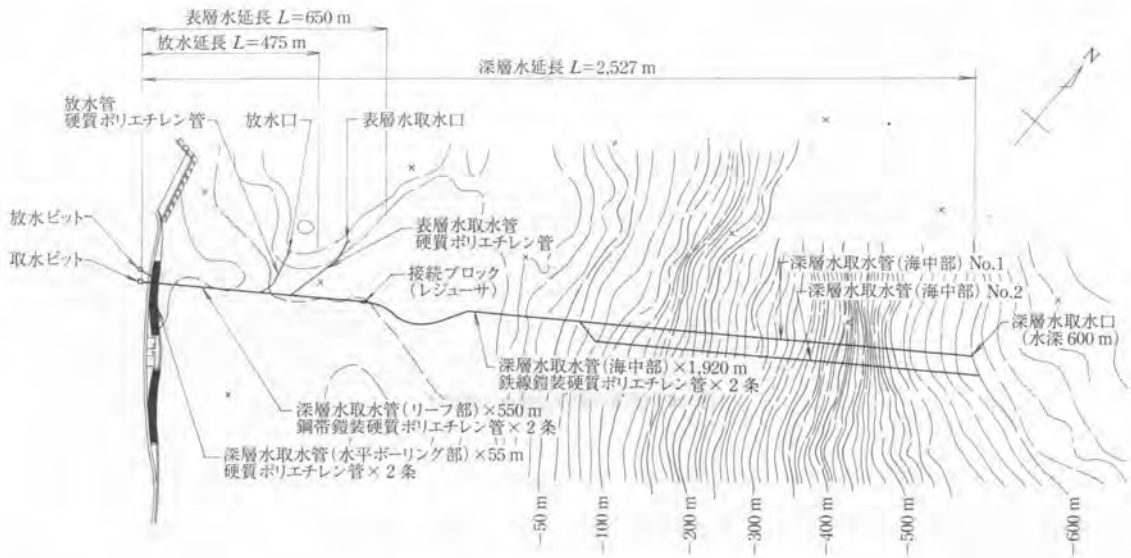 表層水延長 L=650 m
放水延長 L=475 m
深層水延長 L=2,527 m
N
放水管
硬質ポリエチレン管
放水口
表層水取水口
放水ピット
取水ピット
表層水取水管
硬質ポリエチレン管
接続ブロック
(レジューサ)
深層水取水管(海中部) No.1
深層水取水管(海中部) No.2
深層水取水口
(水深 600 m)
深層水取水管(海中部)×1,920 m
鉄線鎧装硬質ポリエチレン管×2 条
深層水取水管(リーフ部)×550 m
鋼帯鎧装硬質ポリエチレン管×2 条
深層水取水管(水平ボーリング部)×55 m
硬質ポリエチレン管×2 条
-50 m
-100 m
-200 m
-300 m
-400 m
-500 m
-600 m